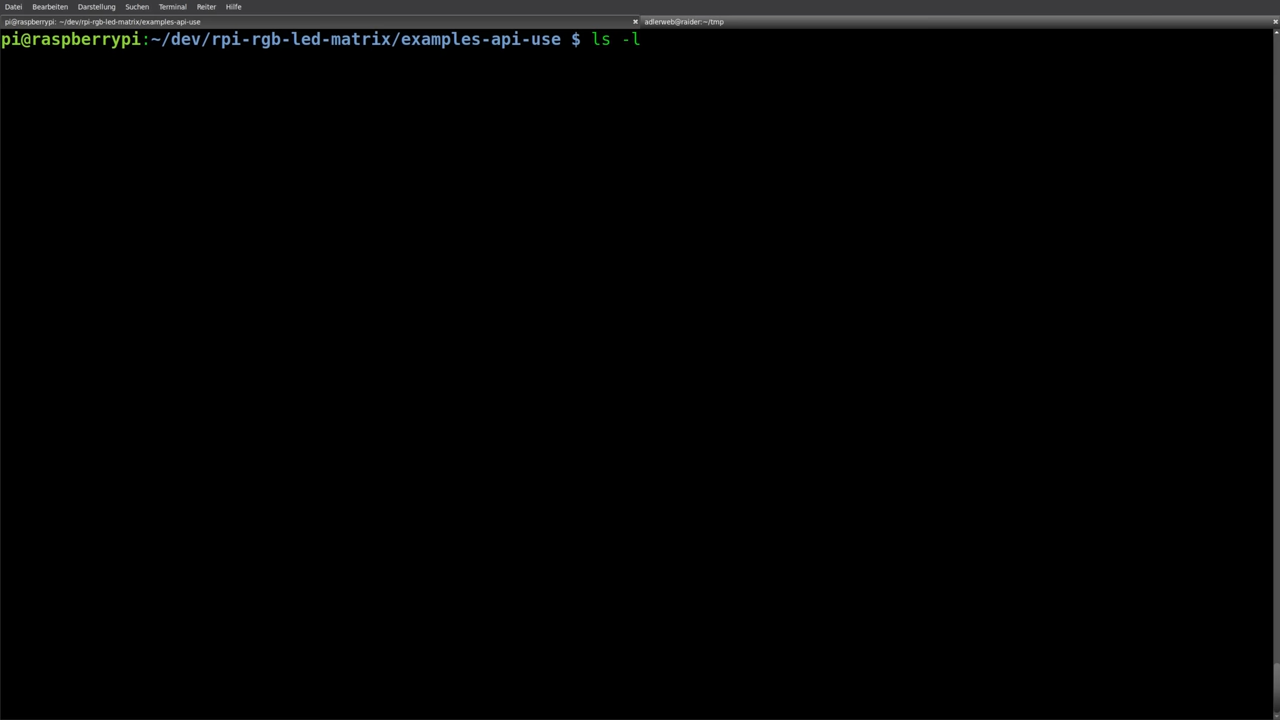 Datei Bearbeiten Darstellung Suchen Terminal Reiter Hilfe
pi@raspberrypi: ~/dev/rpi-rgb-led-matrix/examples-api-use adlerweb@raider:~/tmp
pi@raspberrypi:~/dev/rpi-rgb-led-matrix/examples-api-use $ ls -l